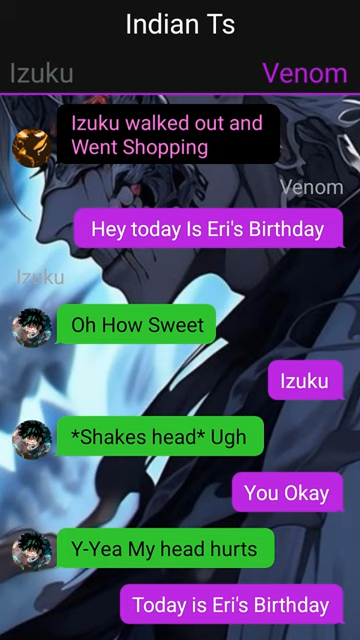 Indian Ts
Izuku
Venom
Izuku walked out and
Went Shopping
Venom
Hey today Is Eri's Birthday
Izuku
Oh How Sweet
Izuku
*Shakes head* Ugh
You Okay
Y-Yea My head hurts
Today is Eri's Birthday